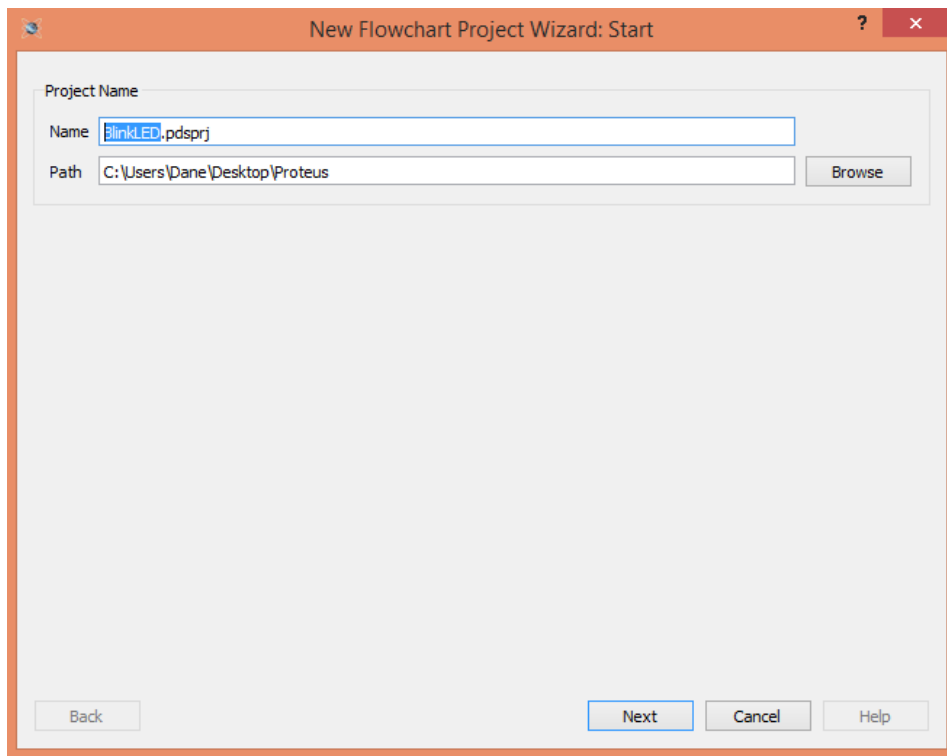 New Flowchart Project Wizard: Start
?
×
Project Name
Name BlinkLED.pdsprj
Path C:\Users\Dane\Desktop\Proteus Browse
Back Next Cancel Help